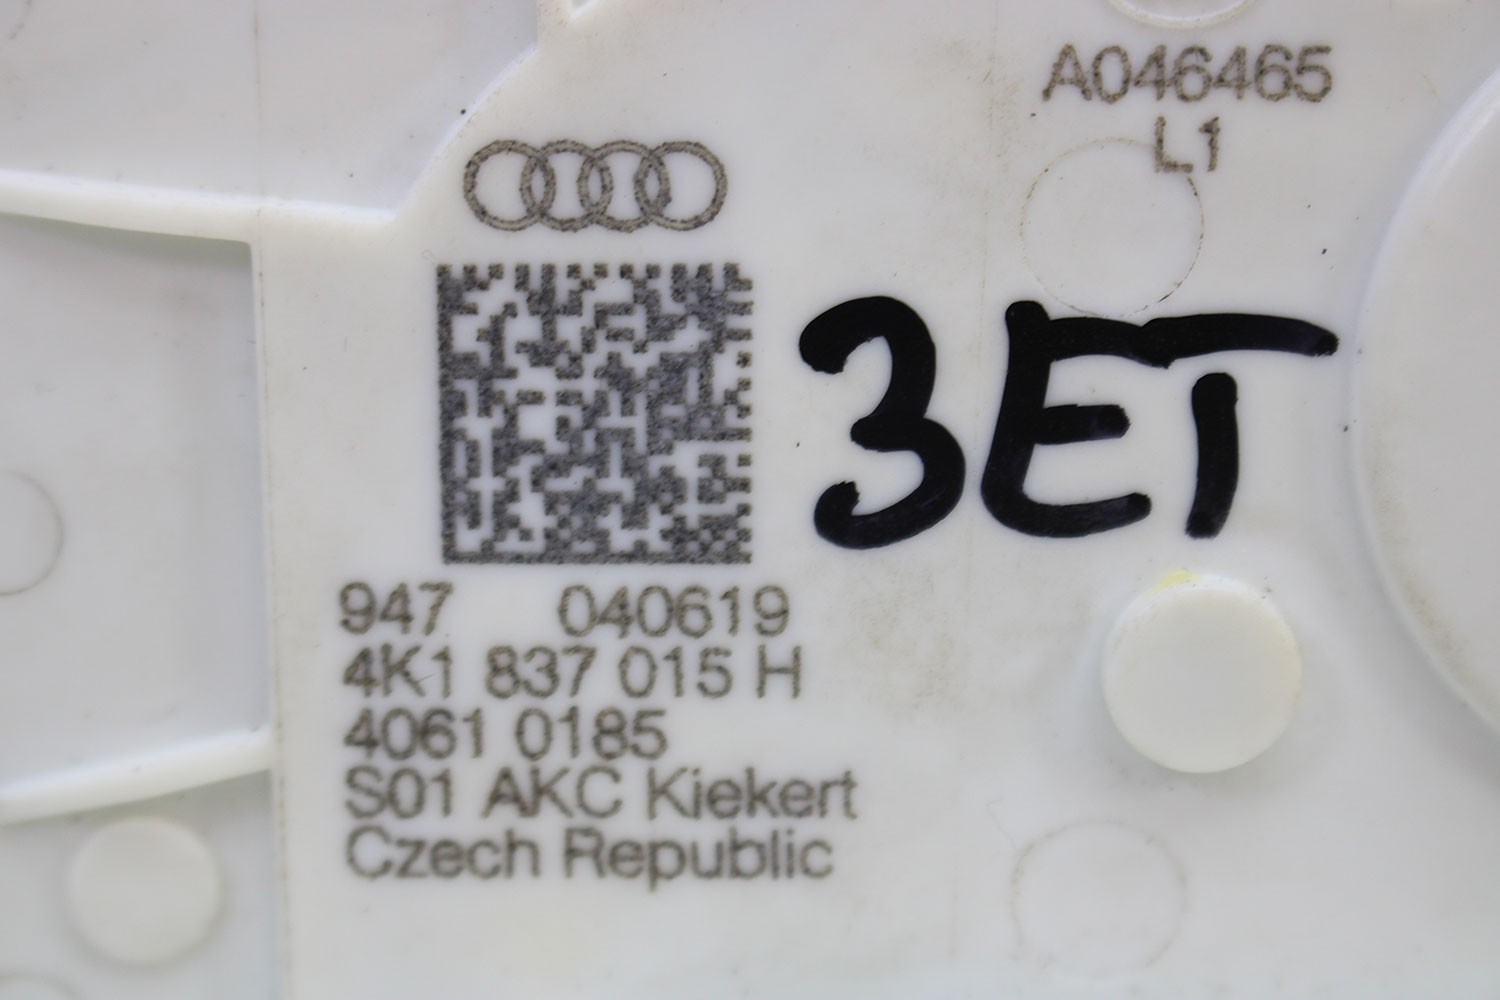 A046465
L1
3ET
947 040619
4K1 837 015 H
4061 0185
S01 AKC Kiekert
Czech Republic